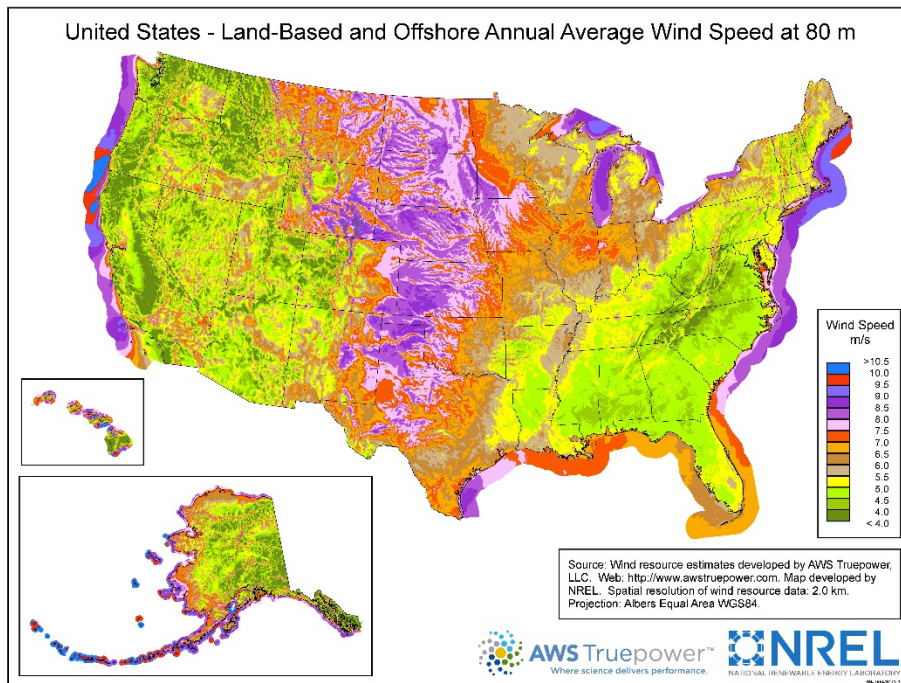 United States - Land-Based and Offshore Annual Average Wind Speed at 80 m
Wind Speed
m/s
>10.5
10.0
9.5
9.0
8.5
8.0
7.5
7.0
6.5
6.0
5.5
5.0
4.5
4.0
< 4.0
Source: Wind resource estimates developed by AWS Truepower,
LLC. Web: http://www.awstruepower.com. Map developed by
NREL. Spatial resolution of wind resource data: 2.0 km.
Projection: Albers Equal Area WGS84.
AWS Truepower™
Where science delivers performance.
NREL
NATIONAL RENEWABLE ENERGY LABORATORY